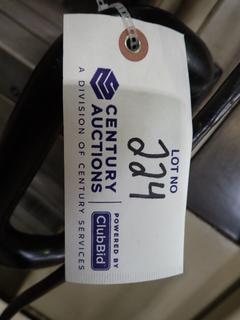 LOT NO
224
CENTURY
AUCTIONS
A DIVISION OF CENTURY SERVICES
POWERED BY
ClubBid